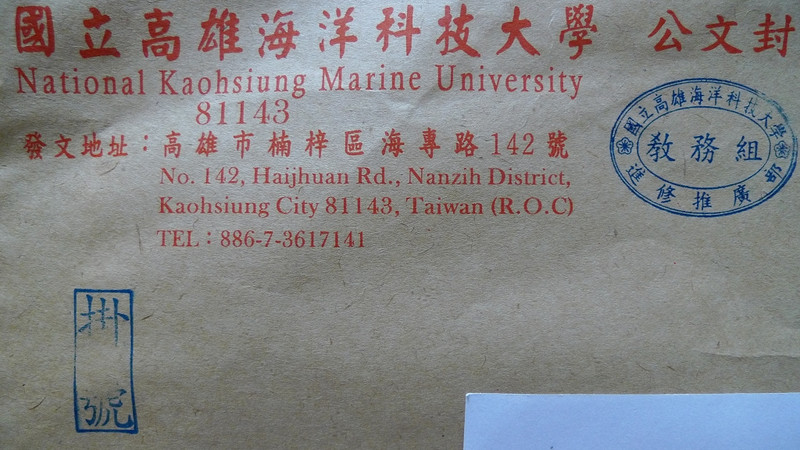 國立高雄海洋科技大學 公文封
National Kaohsiung Marine University
81143
發文地址：高雄市楠梓區海專路142號
No. 142, Haijhuan Rd., Nanzih District,
Kaohsiung City 81143, Taiwan (R.O.C)
TEL：886-7-3617141
國立高雄海洋科技大學
教務組
進修推廣部
掛號